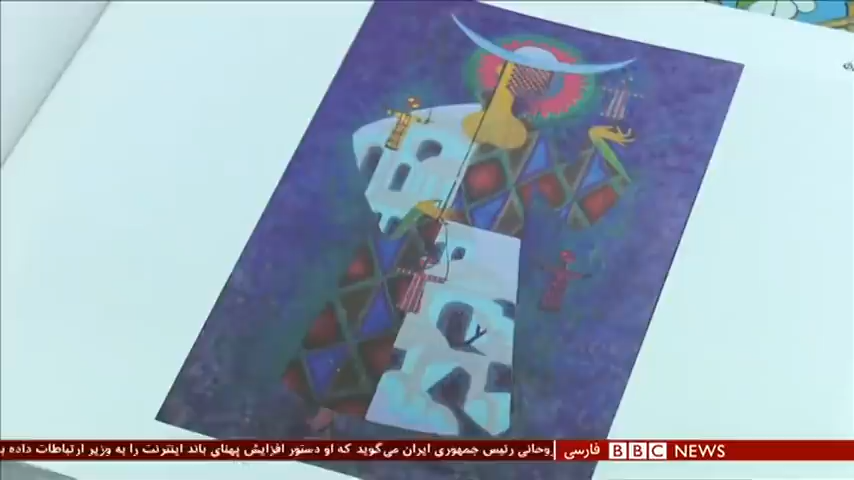 روحانی رئیس جمهوری ایران می‌گوید که او دستور افزایش پهنای باند اینترنت را به وزیر ارتباطات داده
فارسی BBC NEWS